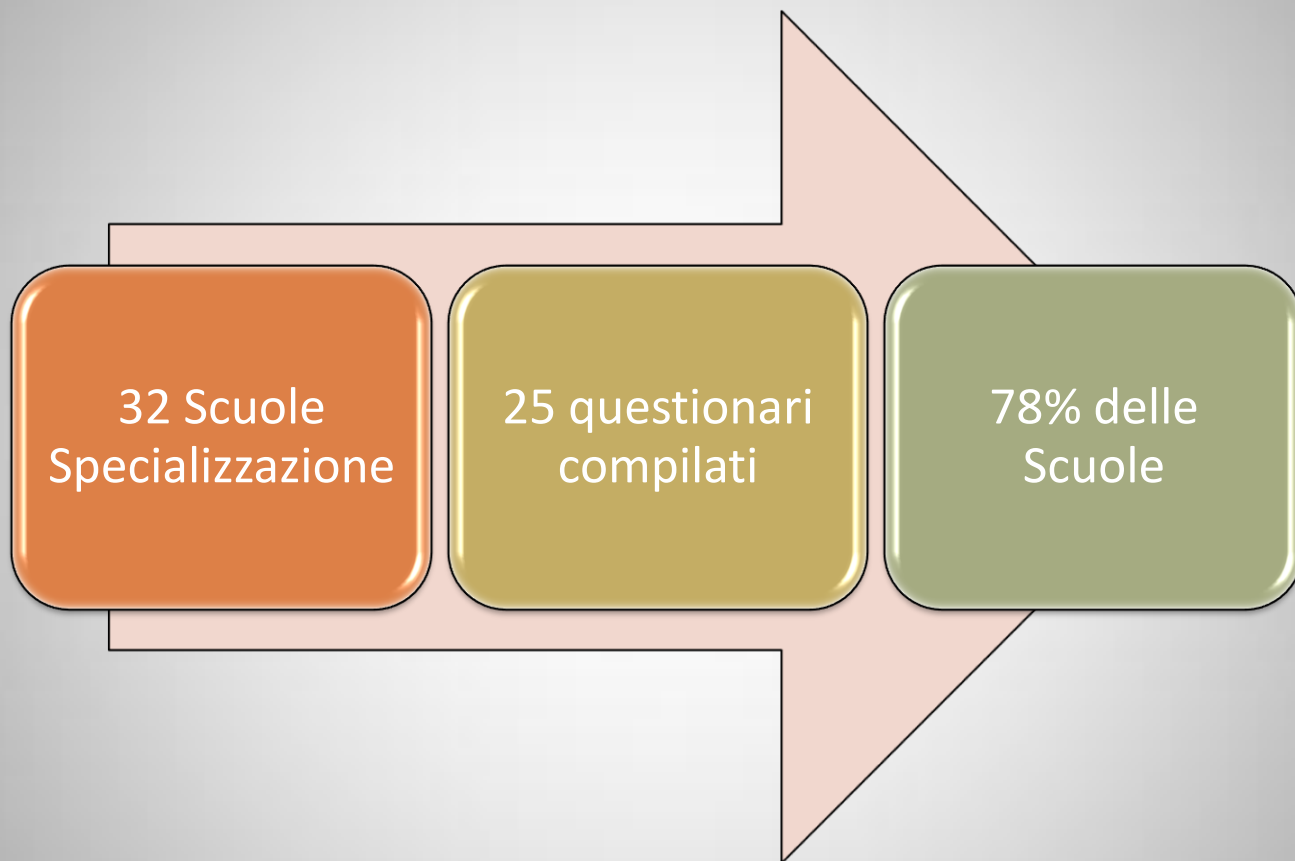 32 Scuole
Specializzazione
25 questionari
compilati
78% delle
Scuole